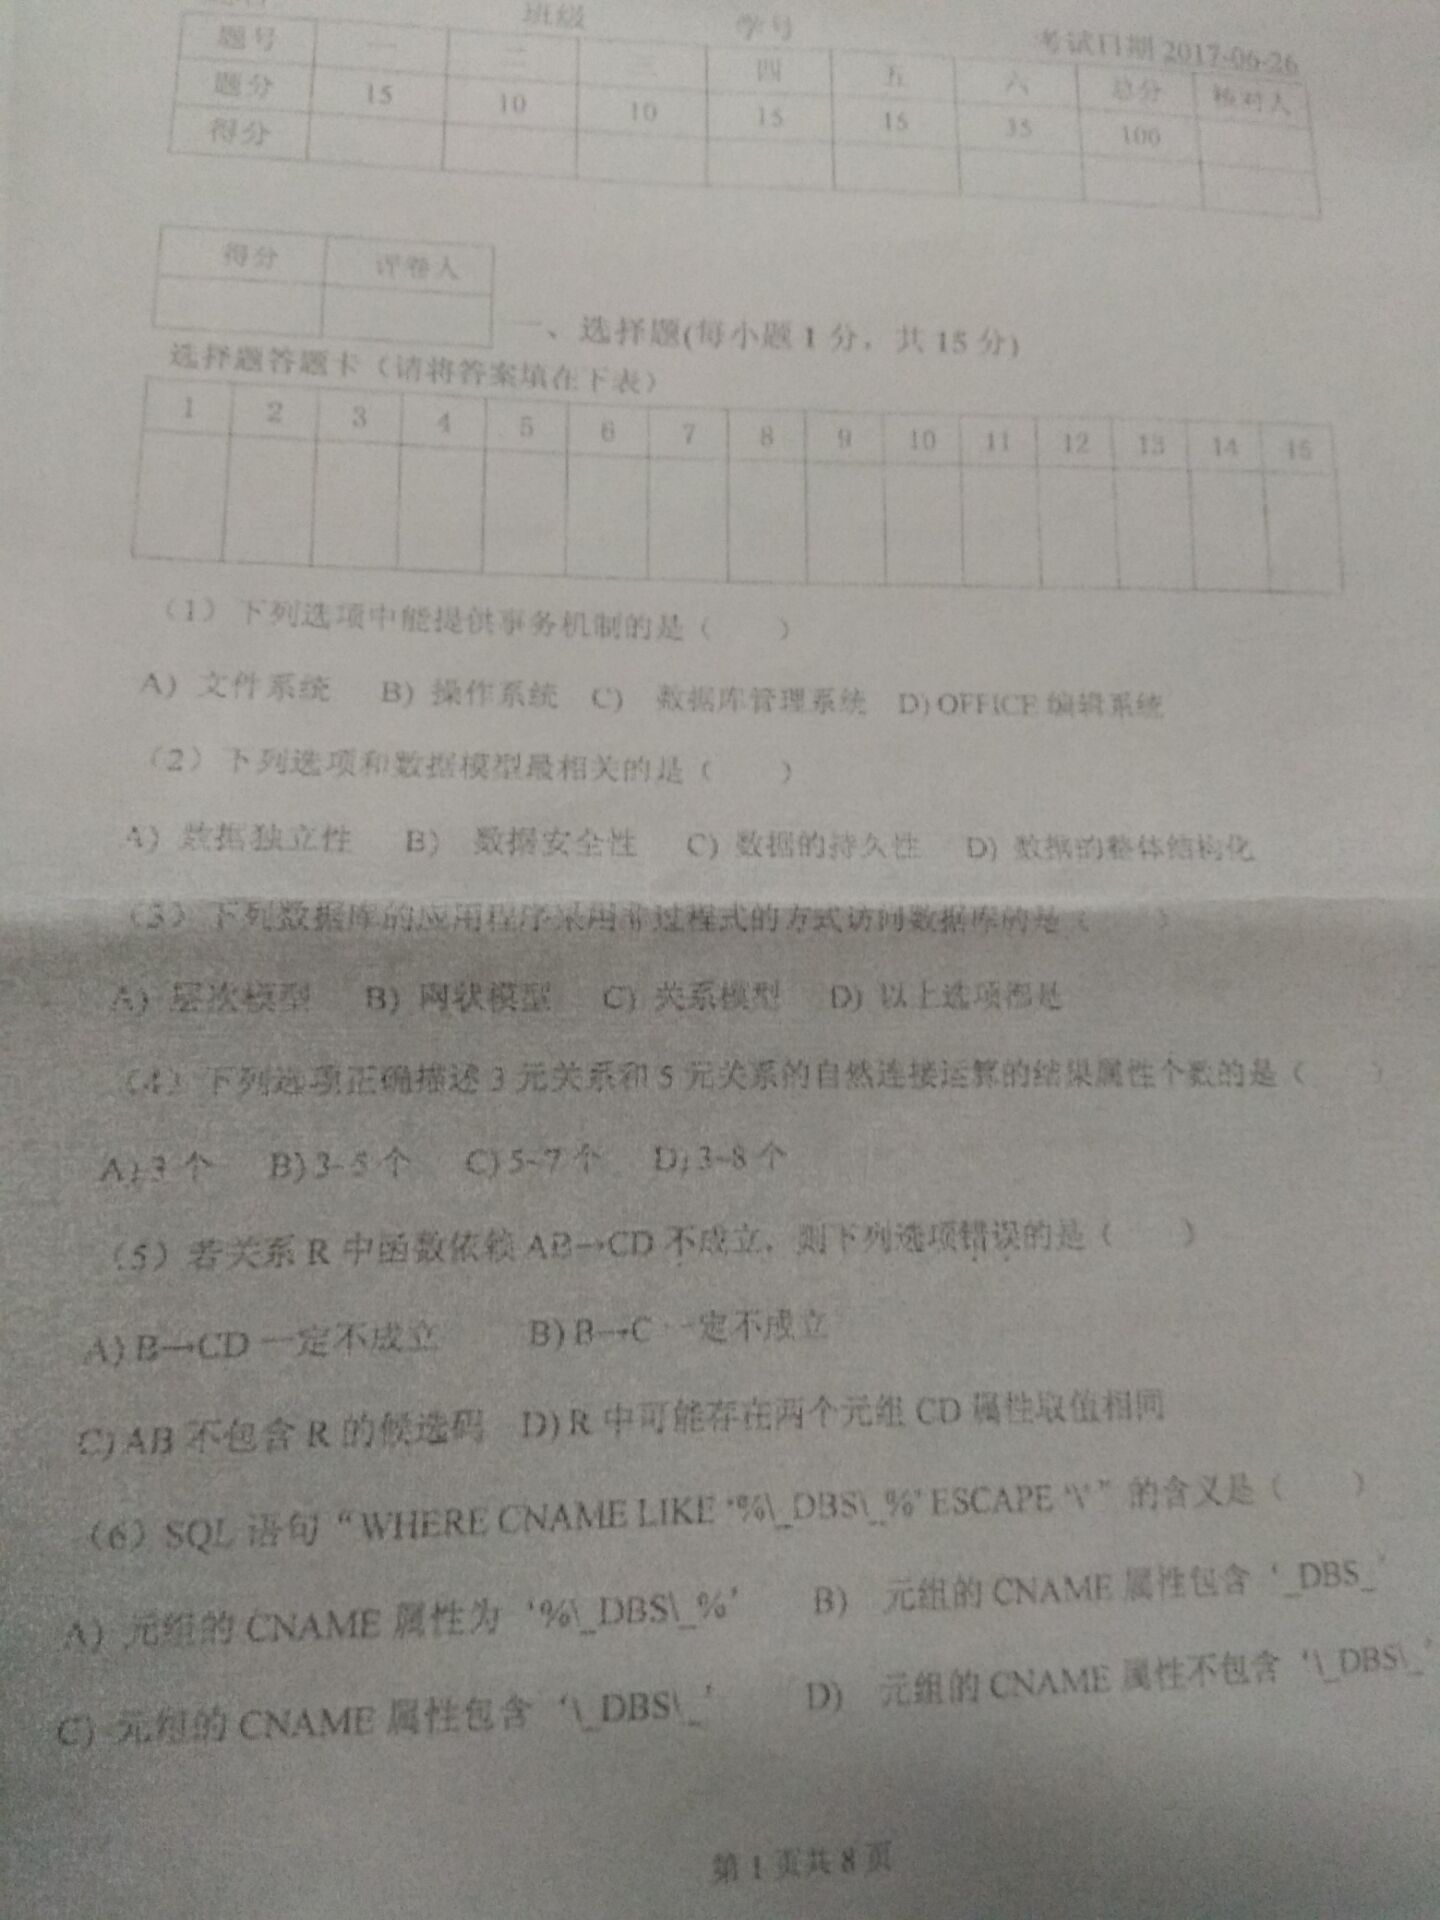 班级 学号 考试日期 2017-06-26
题号 一 二 三 四 五 六 总分 核对人
题分 15 10 10 15 15 35 100
得分
得分 评卷人
一、选择题(每小题 1 分，共 15 分)
选择题答题卡（请将答案填在下表）
1 2 3 4 5 6 7 8 9 10 11 12 13 14 15
（1）下列选项中能提供事务机制的是（ ）
A) 文件系统 B) 操作系统 C) 数据库管理系统 D) OFFICE 编辑系统
（2）下列选项和数据模型最相关的是（ ）
A) 数据独立性 B) 数据安全性 C) 数据的持久性 D) 数据的整体结构化
（3）下列数据库的应用程序采用非过程式的方式访问数据库的是（ ）
A) 层次模型 B) 网状模型 C) 关系模型 D) 以上选项都是
（4）下列选项正确描述 3 元关系和 5 元关系的自然连接运算的结果属性个数的是（ ）
A) 3 个 B) 3-5 个 C) 5~7 个 D) 3~8 个
（5）若关系 R 中函数依赖 AB→CD 不成立，则下列选项错误的是（ ）
A) B→CD 一定不成立 B) B→C 一定不成立
C) AB 不包含 R 的候选码 D) R 中可能存在两个元组 CD 属性取值相同
（6）SQL 语句“WHERE CNAME LIKE ‘%\_DBS\_%’ ESCAPE ‘\’”的含义是（ ）
A) 元组的 CNAME 属性为‘%\_DBS\_%’ B) 元组的 CNAME 属性包含‘_DBS_’
C) 元组的 CNAME 属性包含‘\_DBS\_’ D) 元组的 CNAME 属性不包含‘\_DBS\_’
第 1 页共 8 页